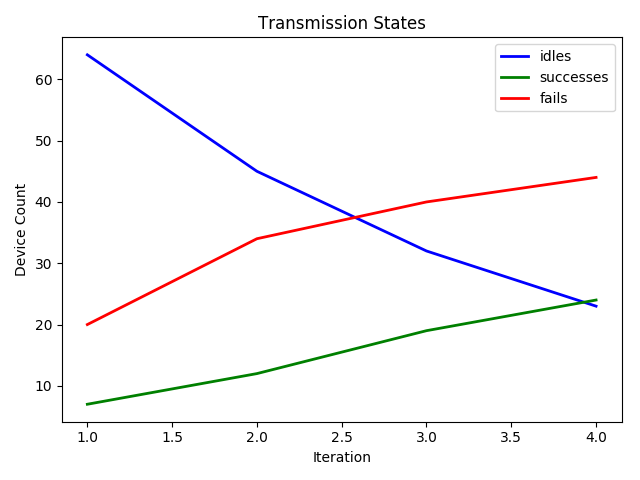 Transmission States
idles
successes
fails
Device Count
60
50
40
30
20
10
1.0 1.5 2.0 2.5 3.0 3.5 4.0
Iteration